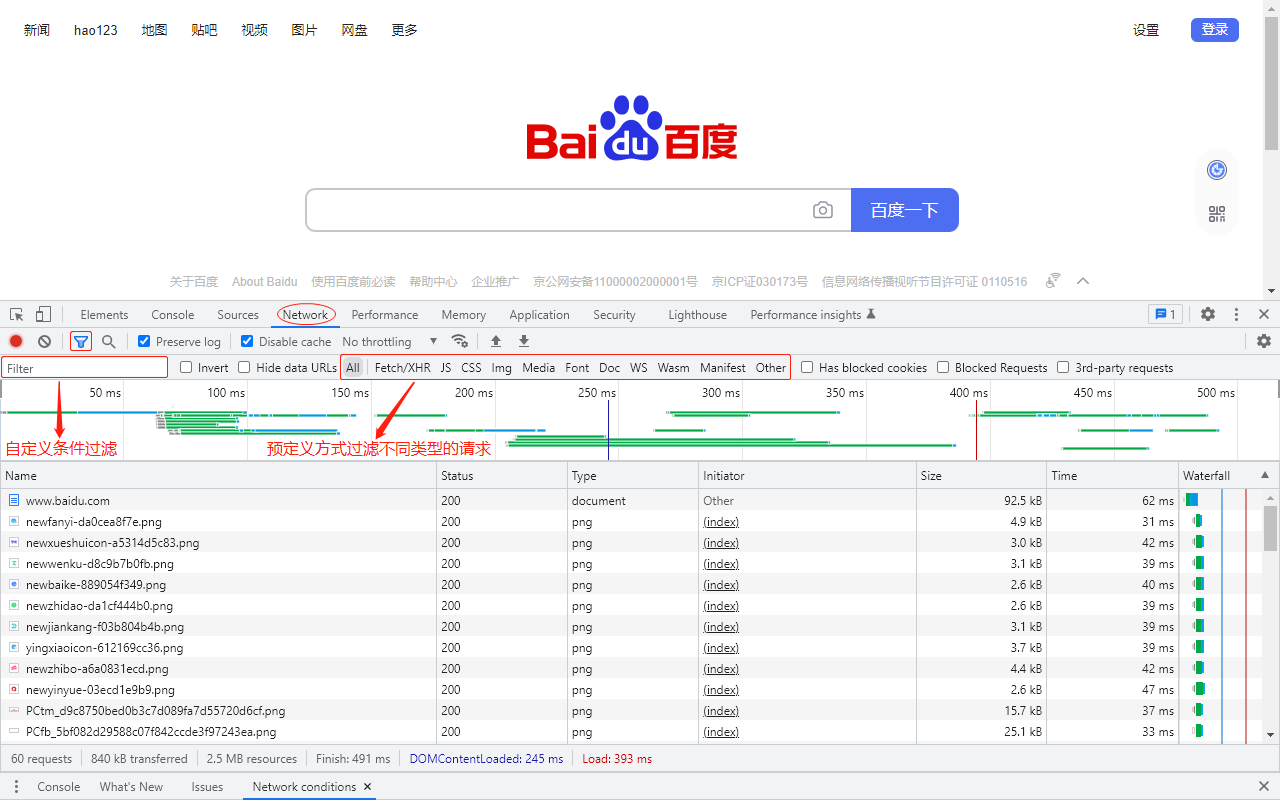 新闻 hao123 地图 贴吧 视频 图片 网盘 更多 设置 登录
Bai du 百度
百度一下
关于百度 About Baidu 使用百度前必读 帮助中心 企业推广 京公网安备11000002000001号 京ICP证030173号 信息网络传播视听节目许可证 0110516
Elements Console Sources Network Performance Memory Application Security Lighthouse Performance insights 1
Preserve log Disable cache No throttling
Filter Invert Hide data URLs All Fetch/XHR JS CSS Img Media Font Doc WS Wasm Manifest Other Has blocked cookies Blocked Requests 3rd-party requests
50 ms 100 ms 150 ms 200 ms 250 ms 300 ms 350 ms 400 ms 450 ms 500 ms
自定义条件过滤 预定义方式过滤不同类型的请求
Name Status Type Initiator Size Time Waterfall
www.baidu.com 200 document Other 92.5 kB 62 ms
newfanyi-da0cea8f7e.png 200 png (index) 4.9 kB 31 ms
newxueshuicon-a5314d5c83.png 200 png (index) 3.0 kB 42 ms
newwenku-d8c9b7b0fb.png 200 png (index) 3.1 kB 39 ms
newbaike-889054f349.png 200 png (index) 2.6 kB 40 ms
newzhidao-da1cf444b0.png 200 png (index) 2.6 kB 39 ms
newjiankang-f03b804b4b.png 200 png (index) 3.1 kB 39 ms
yingxiaoicon-612169cc36.png 200 png (index) 3.7 kB 39 ms
newzhibo-a6a0831ecd.png 200 png (index) 4.4 kB 42 ms
newyinyue-03ecd1e9b9.png 200 png (index) 2.6 kB 47 ms
PCtm_d9c8750bed0b3c7d089fa7d55720d6cf.png 200 png (index) 15.7 kB 37 ms
PCfb_5bf082d29588c07f842ccde3f97243ea.png 200 png (index) 25.1 kB 33 ms
60 requests 840 kB transferred 2.5 MB resources Finish: 491 ms DOMContentLoaded: 245 ms Load: 393 ms
Console What's New Issues Network conditions